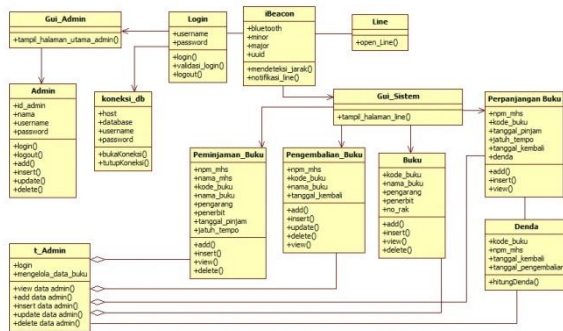 Gui_Admin
+tampil_halaman_utama_admin()
Login
+username
+password
+login()
+validasi_login()
+logout()
iBeacon
+bluetooth
+minor
+major
+uuid
+mendeteksi_jarak()
+notifikasi_line()
Line
+open_Line()
Admin
+id_admin
+nama
+username
+password
+login()
+logout()
+add()
+insert()
+update()
+delete()
koneksi_db
+host
+database
+username
+password
+bukaKoneksi()
+tutupKoneksi()
Gui_Sistem
+tampil_halaman_line()
Perpanjangan Buku
+npm_mhs
+kode_buku
+tanggal_pinjam
+jatuh_tempo
+tanggal_kembali
+denda
+add()
+insert()
+view()
Peminjaman_Buku
+npm_mhs
+nama_mhs
+kode_buku
+nama_buku
+pengarang
+penerbit
+tanggal_pinjam
+jatuh_tempo
+add()
+insert()
+view()
+delete()
Pengembalian_Buku
+npm_mhs
+kode_buku
+nama_buku
+tanggal_kembali
+add()
+insert()
+update()
+delete()
+view()
Buku
+kode_buku
+nama_buku
+pengarang
+penerbit
+no_rak
+add()
+insert()
+view()
+delete()
Denda
+kode_buku
+npm_mhs
+tanggal_kembali
+tanggal_pengembalian
+hitungDenda()
t_Admin
+login
+mengelola_data_buku
+view data admin()
+add data admin()
+insert data admin()
+update data admin()
+delete data admin()